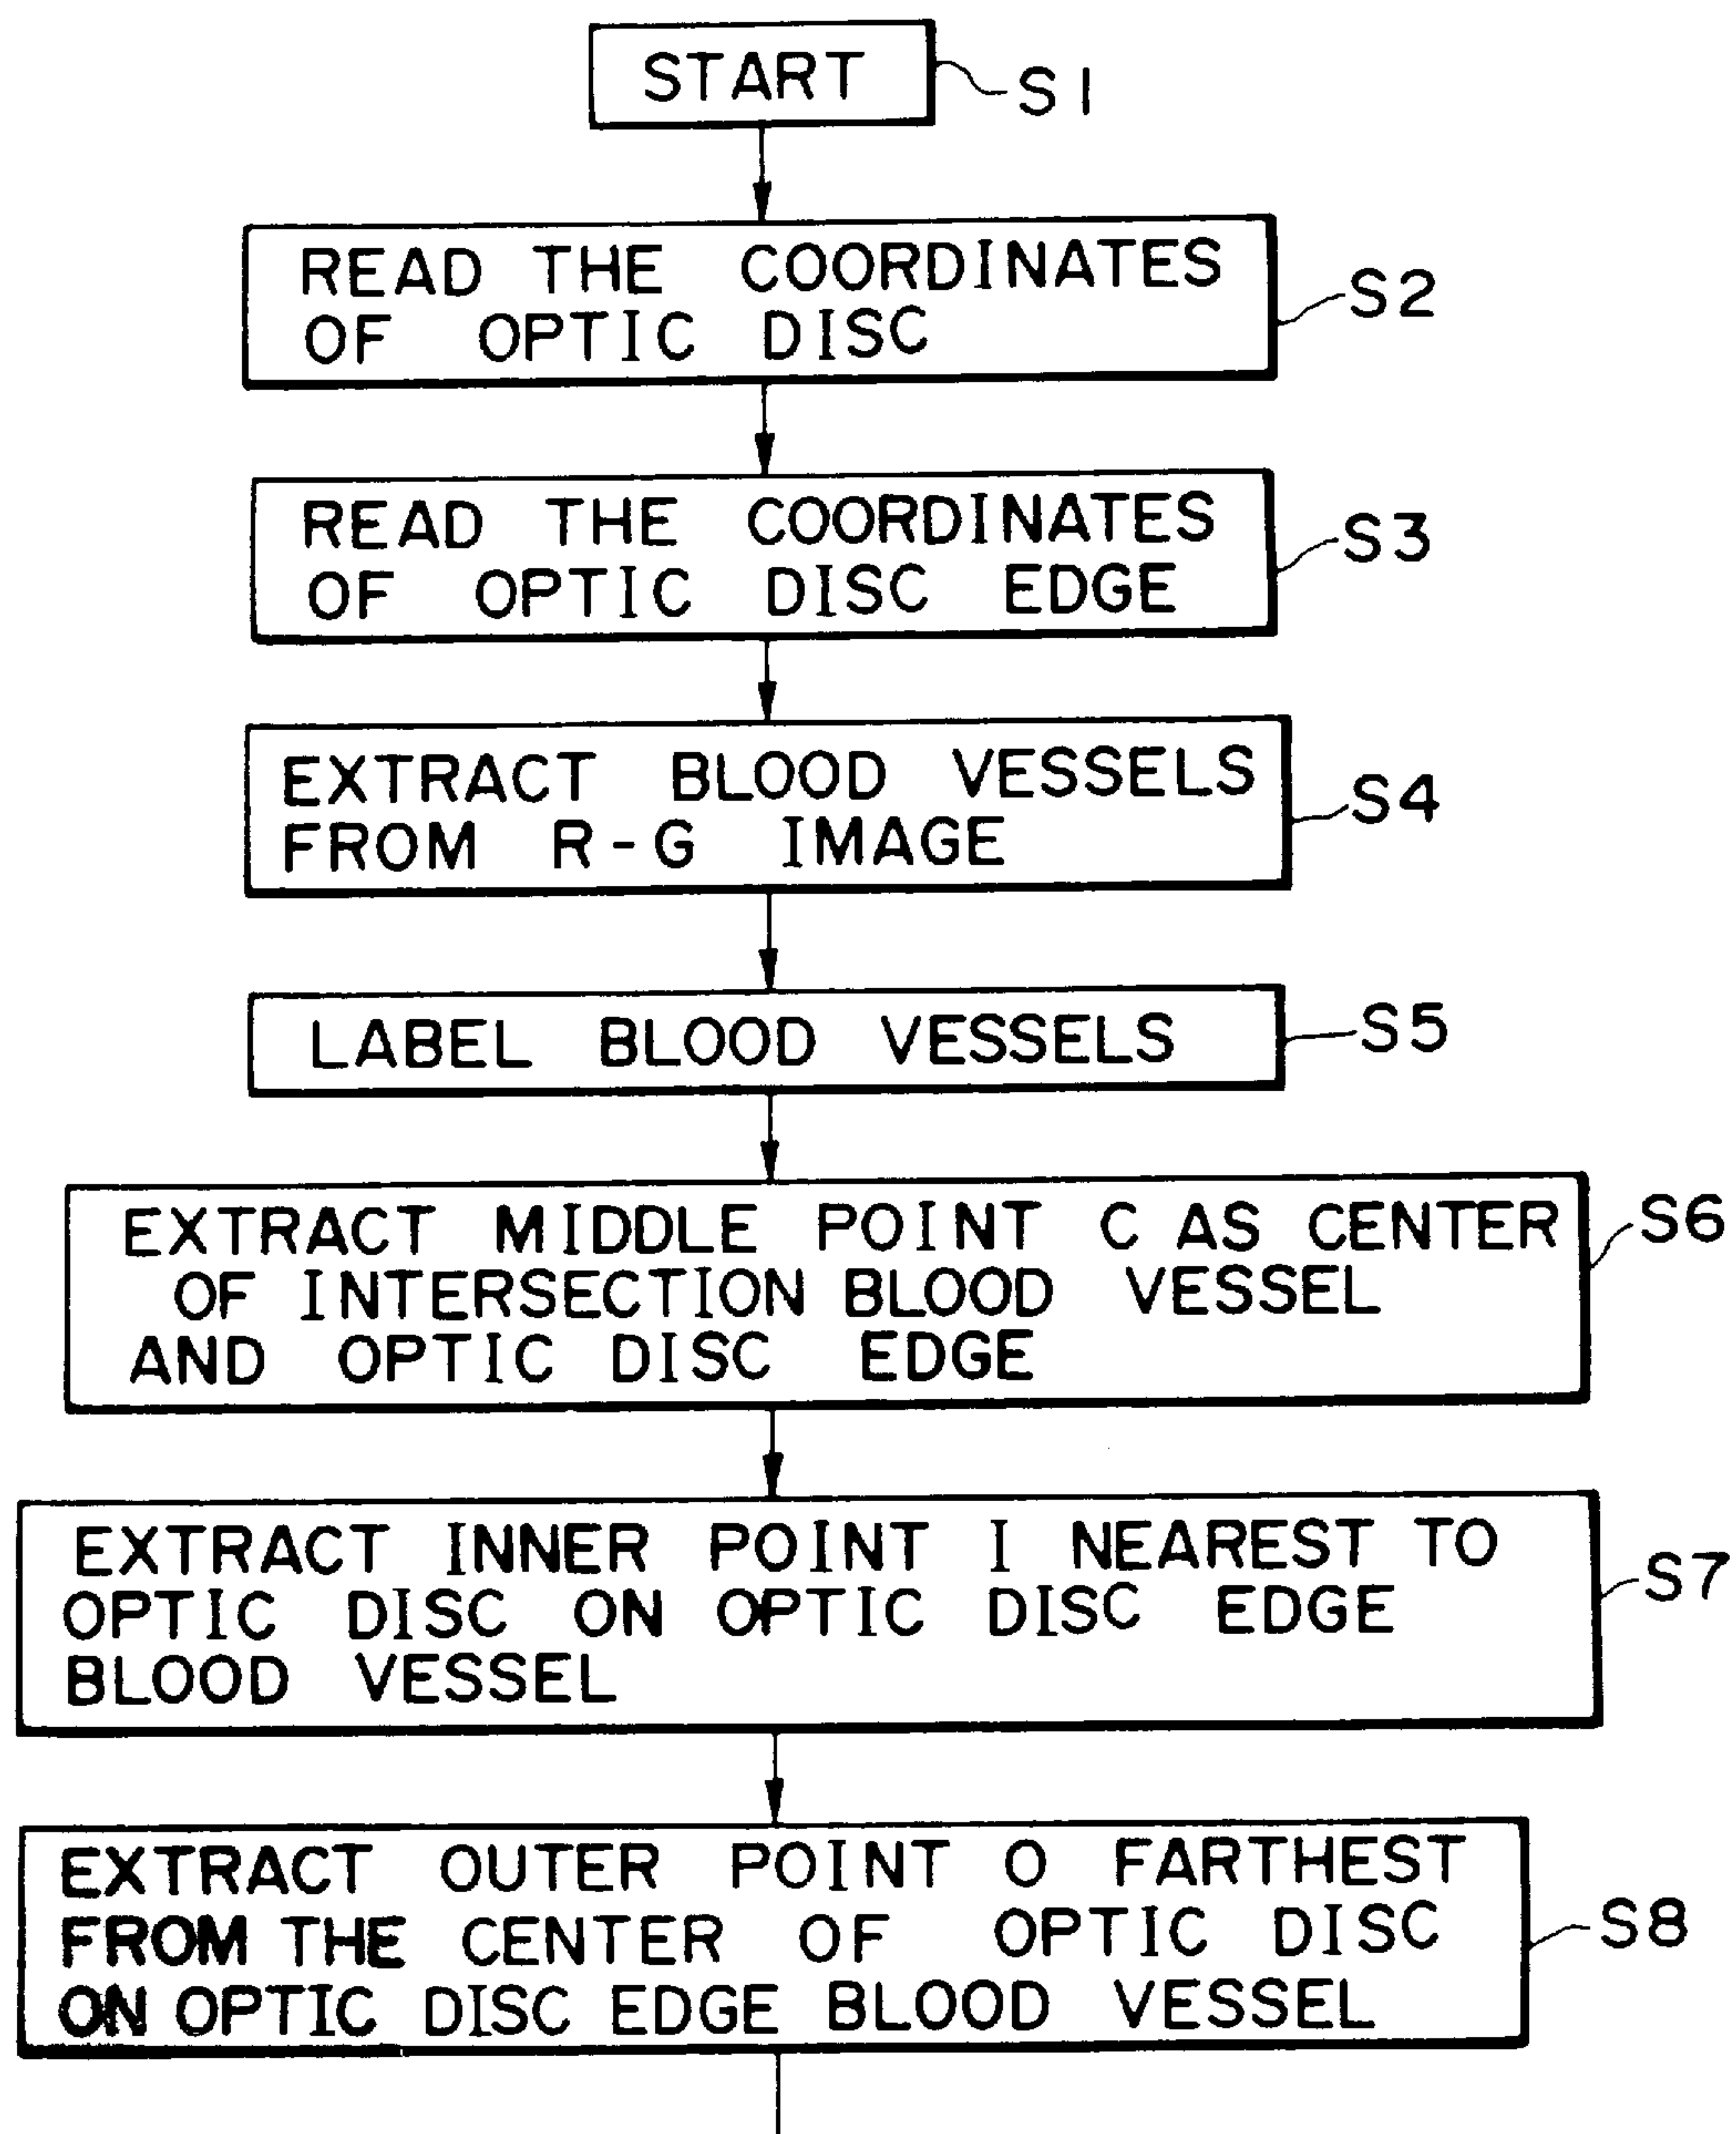 START
S1
READ THE COORDINATES
OF OPTIC DISC
S2
READ THE COORDINATES
OF OPTIC DISC EDGE
S3
EXTRACT BLOOD VESSELS
FROM R-G IMAGE
S4
LABEL BLOOD VESSELS
S5
EXTRACT MIDDLE POINT C AS CENTER
OF INTERSECTION BLOOD VESSEL
AND OPTIC DISC EDGE
S6
EXTRACT INNER POINT I NEAREST TO
OPTIC DISC ON OPTIC DISC EDGE
BLOOD VESSEL
S7
EXTRACT OUTER POINT O FARTHEST
FROM THE CENTER OF OPTIC DISC
ON OPTIC DISC EDGE BLOOD VESSEL
S8